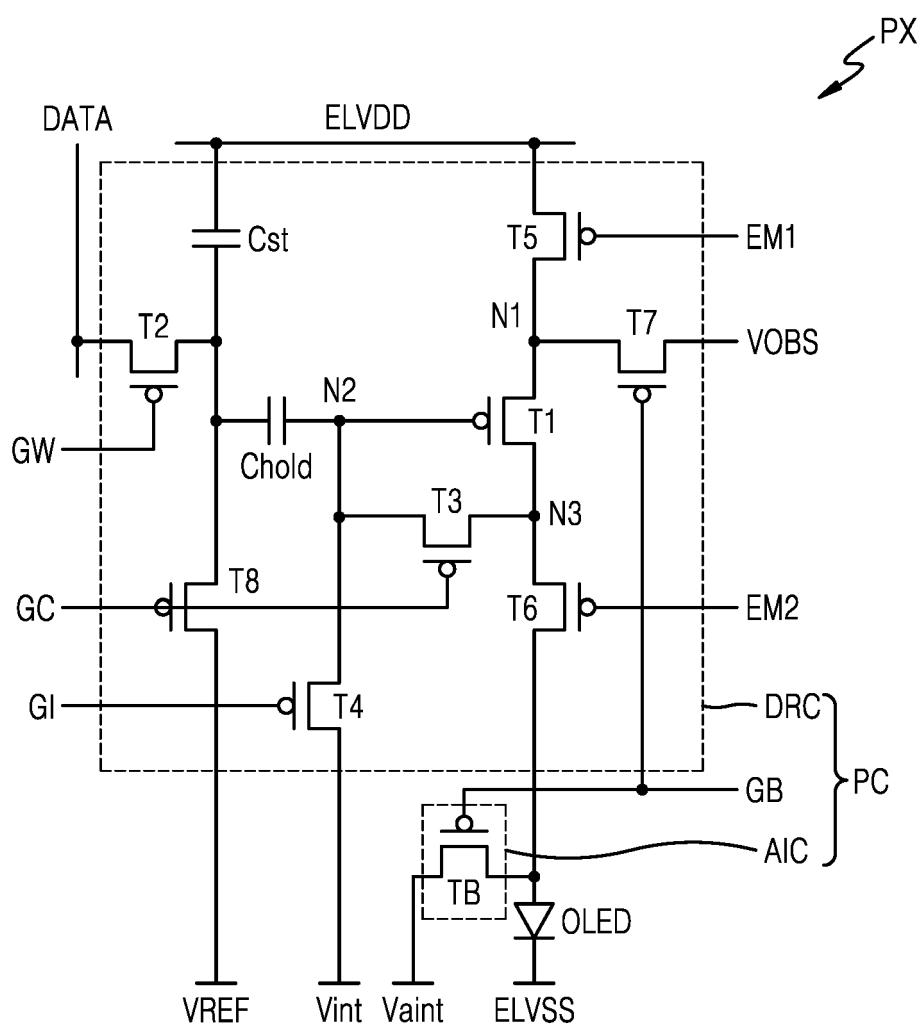 PX
DATA
ELVDD
Cst
T5
EM1
T2
N1
T7
VOBS
N2
T1
GW
Chold
T3
N3
T8
GC
T6
EM2
GI
T4
DRC
GB
PC
AIC
TB
OLED
VREF
Vint
Vaint
ELVSS